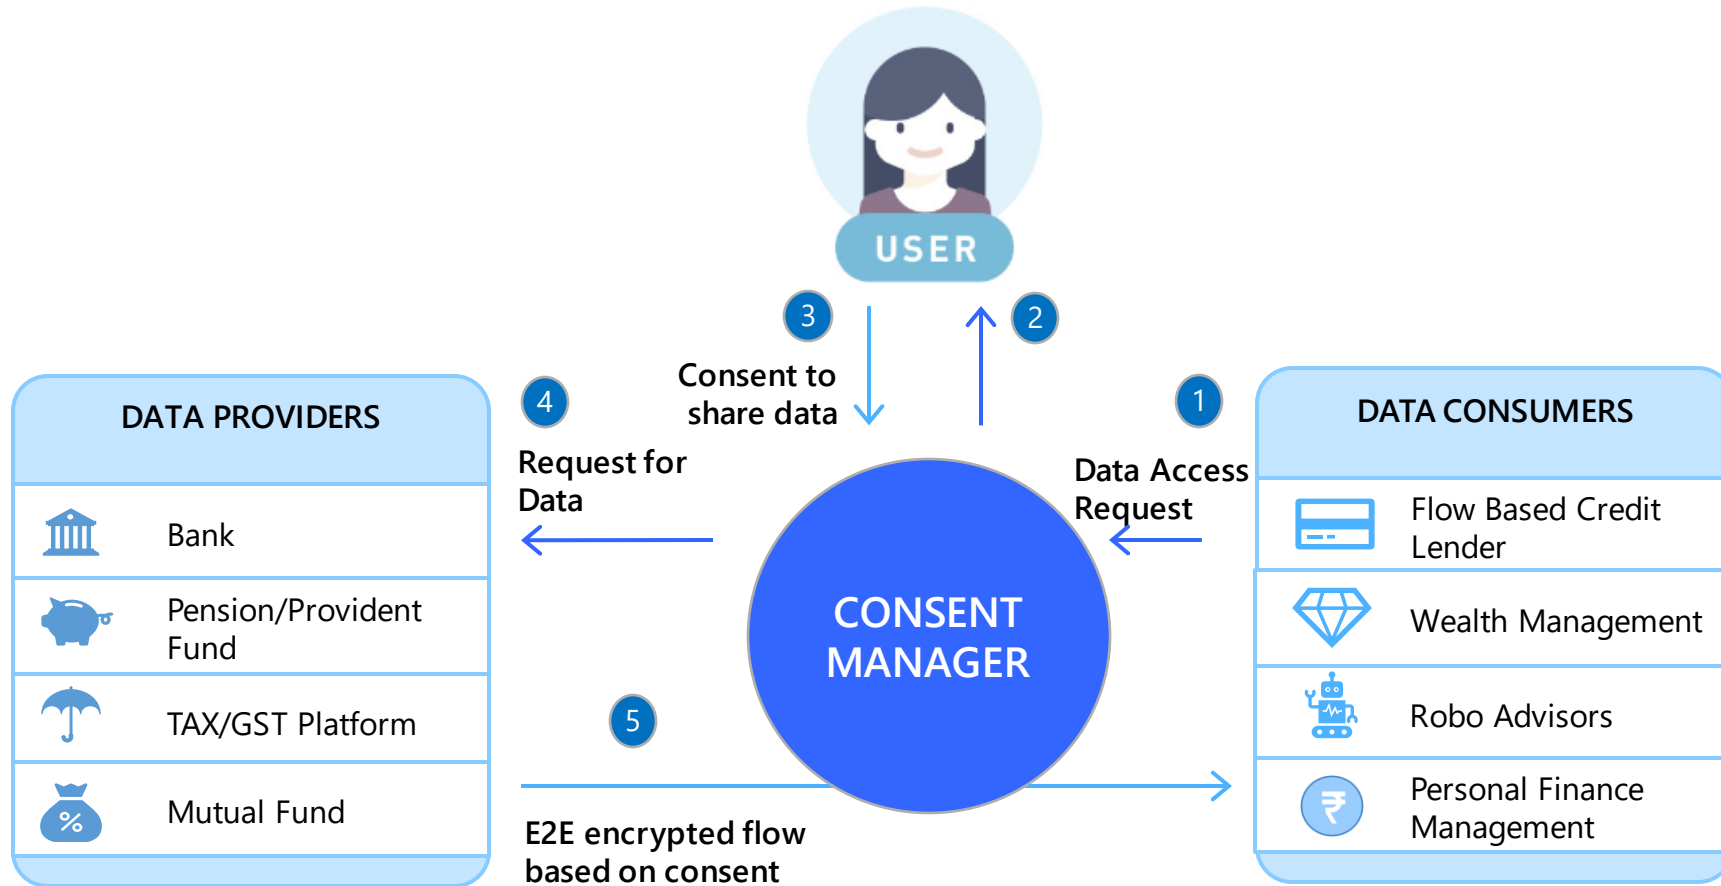 USER
3
2
Consent to
share data
DATA PROVIDERS
4
Request for
Data
1
Data Access
Request
DATA CONSUMERS
Bank
Pension/Provident
Fund
TAX/GST Platform
Mutual Fund
%
CONSENT
MANAGER
5
E2E encrypted flow
based on consent
Flow Based Credit
Lender
Wealth Management
Robo Advisors
₹
Personal Finance
Management